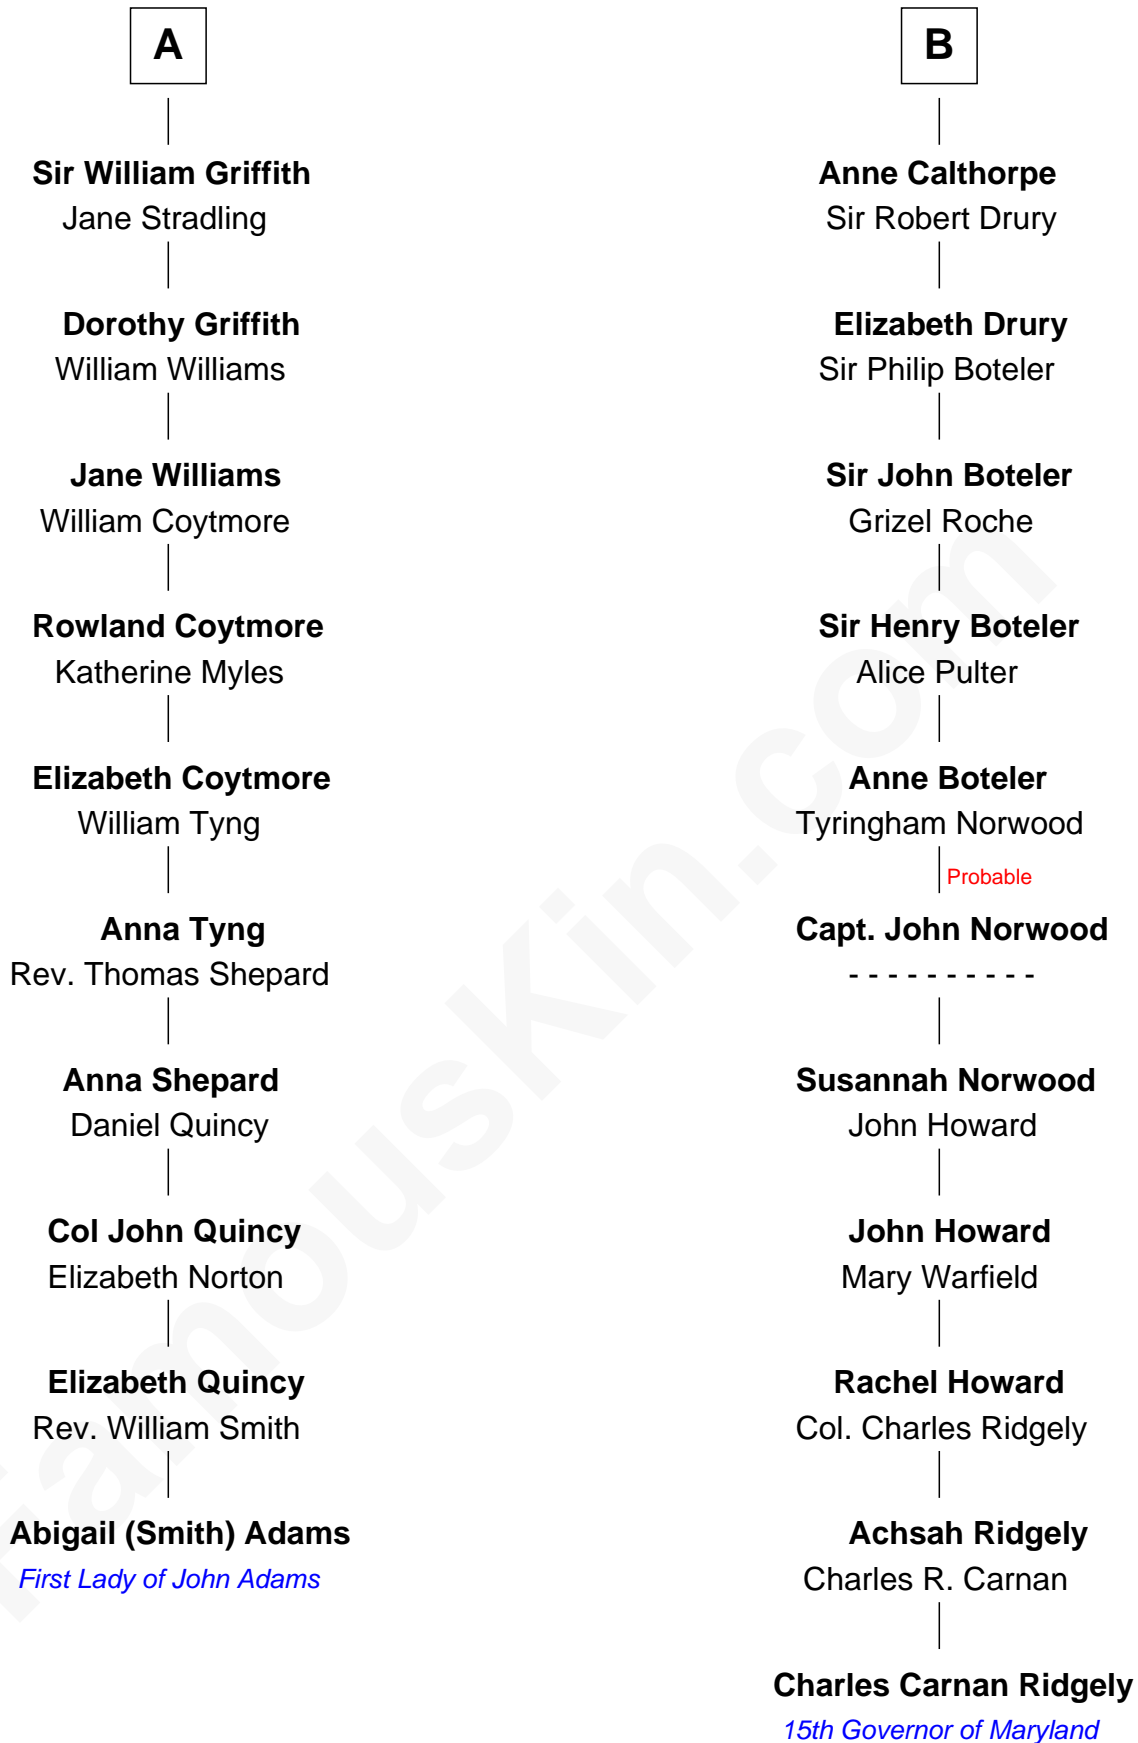 A
Sir William Griffith
Jane Stradling
Dorothy Griffith
William Williams
Jane Williams
William Coytmore
Rowland Coytmore
Katherine Myles
Elizabeth Coytmore
William Tyng
Anna Tyng
Rev. Thomas Shepard
Anna Shepard
Daniel Quincy
Col John Quincy
Elizabeth Norton
Elizabeth Quincy
Rev. William Smith
Abigail (Smith) Adams
First Lady of John Adams
B
Anne Calthorpe
Sir Robert Drury
Elizabeth Drury
Sir Philip Boteler
Sir John Boteler
Grizel Roche
Sir Henry Boteler
Alice Pulter
Anne Boteler
Tyringham Norwood
Probable
Capt. John Norwood
- - - - - - - - - -
Susannah Norwood
John Howard
John Howard
Mary Warfield
Rachel Howard
Col. Charles Ridgely
Achsah Ridgely
Charles R. Carnan
Charles Carnan Ridgely
15th Governor of Maryland
FamousKin.com